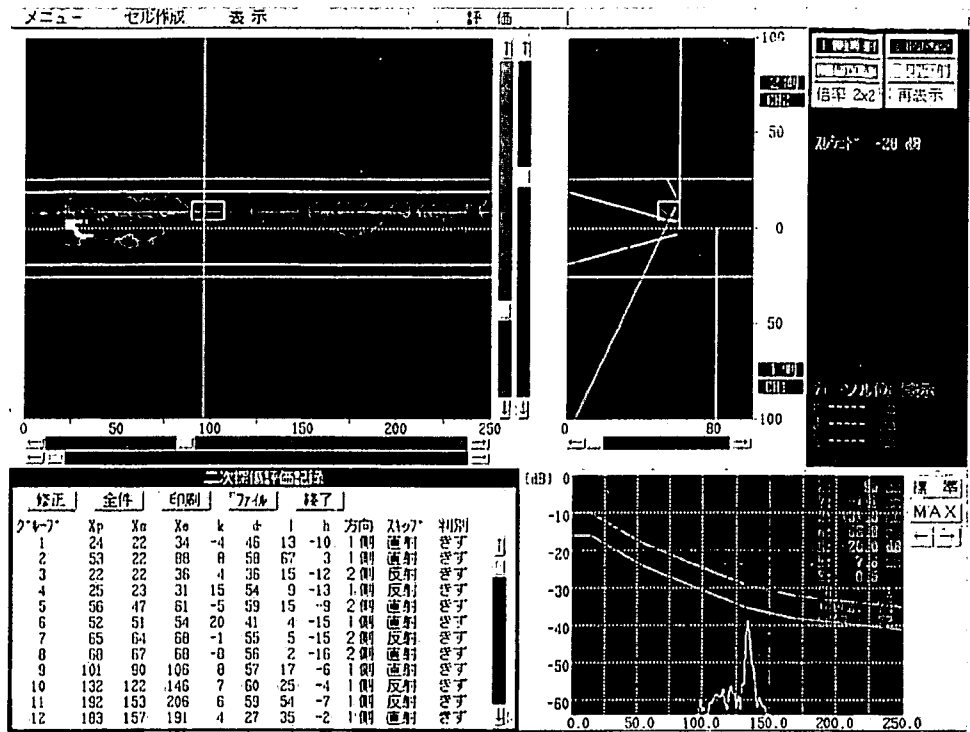 メニュー セル作成 表示 評価
100
50
0
50
100
0 50 100 150 200 250
0 80
倍率 2x2 再表示
-20 dB
二次探傷評価記録
修正 全件 印刷 ファイル 終了
グループ Xp Xs Xe k d l h 方向 スキップ 判別
1 24 22 34 -4 46 13 -10 1側 直射 きず
2 53 22 88 8 58 67 3 1側 直射 きず
3 22 22 36 4 36 15 -12 2側 反射 きず
4 25 23 31 15 54 9 -13 1側 反射 きず
5 56 47 61 -5 59 15 -9 2側 直射 きず
6 52 51 54 20 41 4 -15 1側 直射 きず
7 65 64 68 -1 55 5 -15 2側 反射 きず
8 68 67 68 -8 56 2 -16 2側 直射 きず
9 101 90 106 8 57 17 -6 1側 直射 きず
10 132 122 146 7 60 25 -4 1側 反射 きず
11 192 153 206 6 59 54 -7 1側 反射 きず
12 183 157 191 4 27 35 -2 1側 直射 きず
(dB) 0
-10
-20
-30
-40
-50
-60
0.0 50.0 100.0 150.0 200.0 250.0
標準
MAX